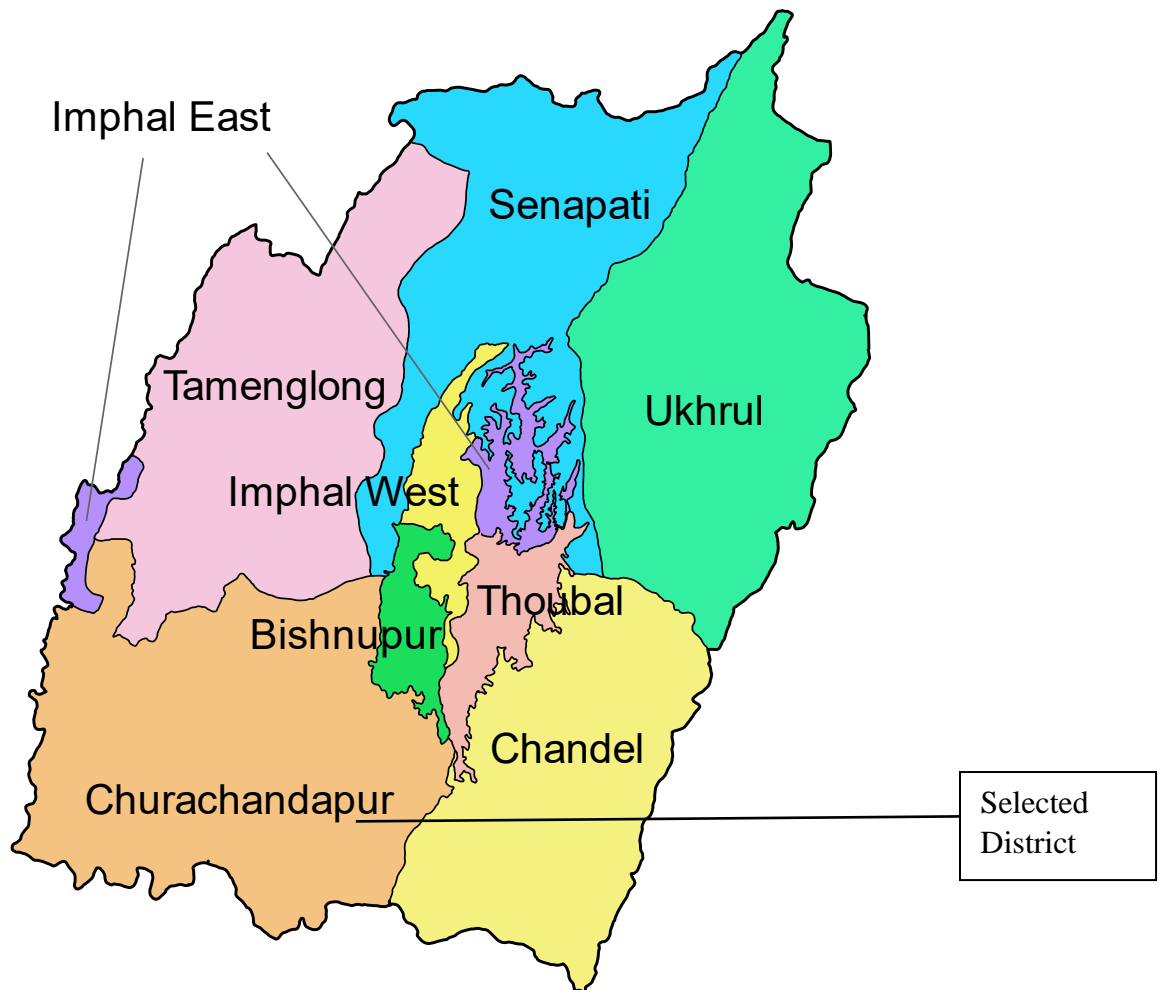 Imphal East
Senapati
Tamenglong
Ukhrul
Imphal West
Thoubal
Bishnupur
Chandel
Churachandapur
Selected
District